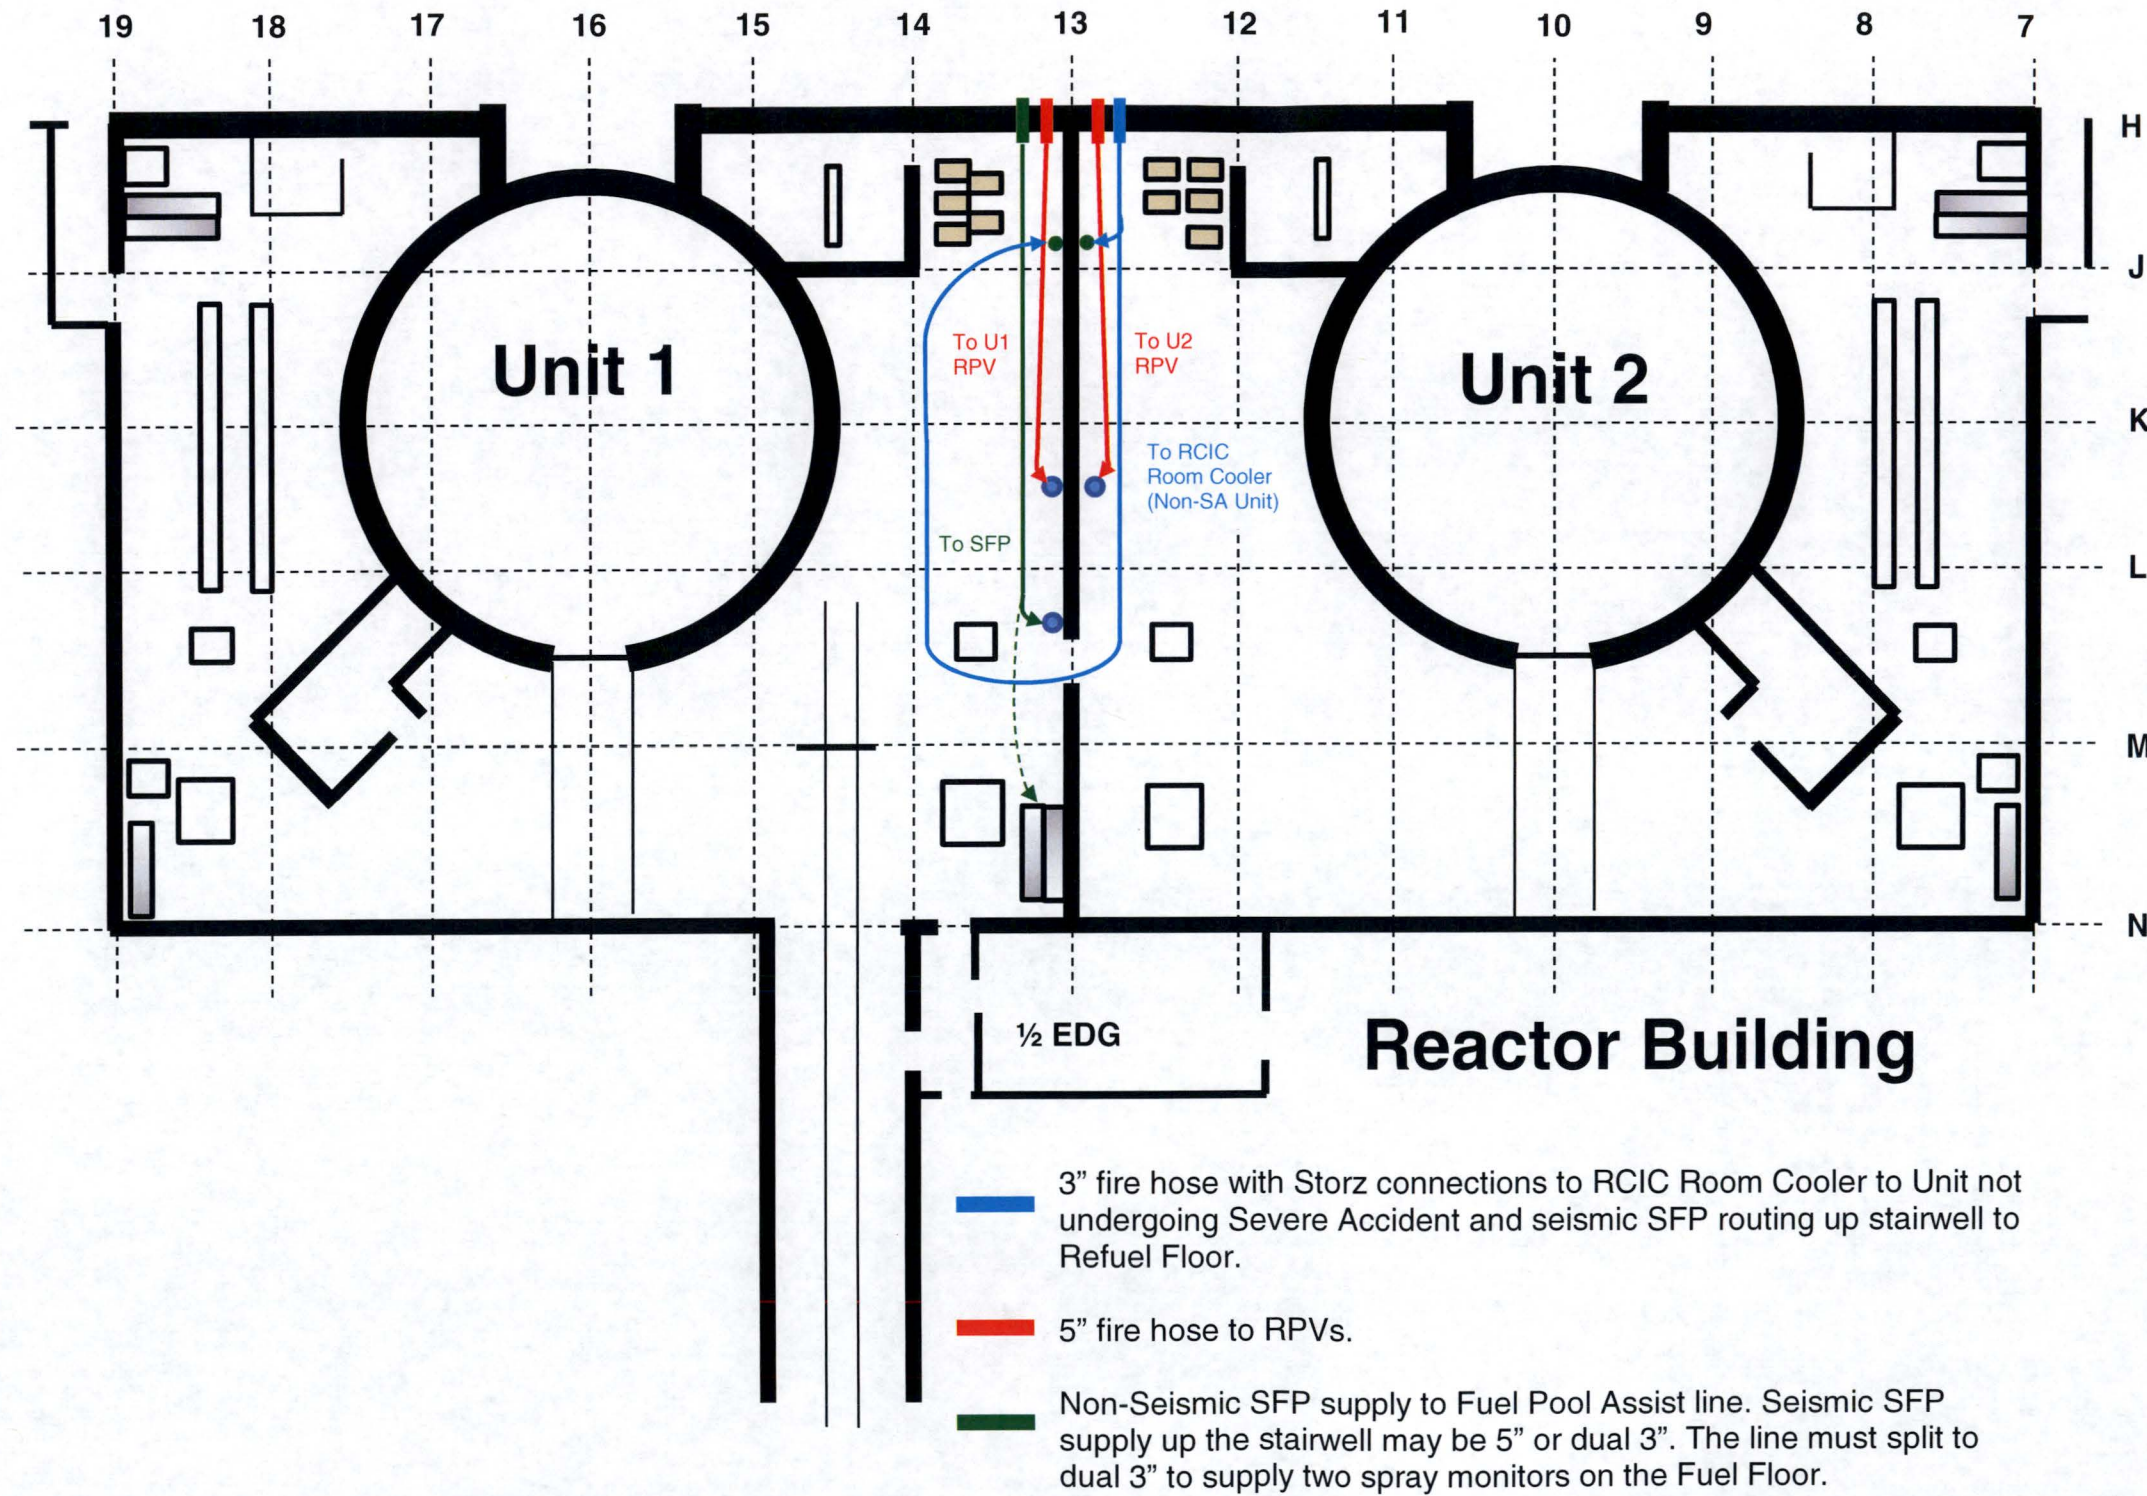 19 18 17 16 15 14 13 12 11 10 9 8 7
H
J
Unit 1
To U1
RPV
To U2
RPV
Unit 2
K
To RCIC
Room Cooler
(Non-SA Unit)
To SFP
L
M
N
½ EDG
Reactor Building
3” fire hose with Storz connections to RCIC Room Cooler to Unit not
undergoing Severe Accident and seismic SFP routing up stairwell to
Refuel Floor.
5” fire hose to RPVs.
Non-Seismic SFP supply to Fuel Pool Assist line. Seismic SFP
supply up the stairwell may be 5” or dual 3”. The line must split to
dual 3” to supply two spray monitors on the Fuel Floor.